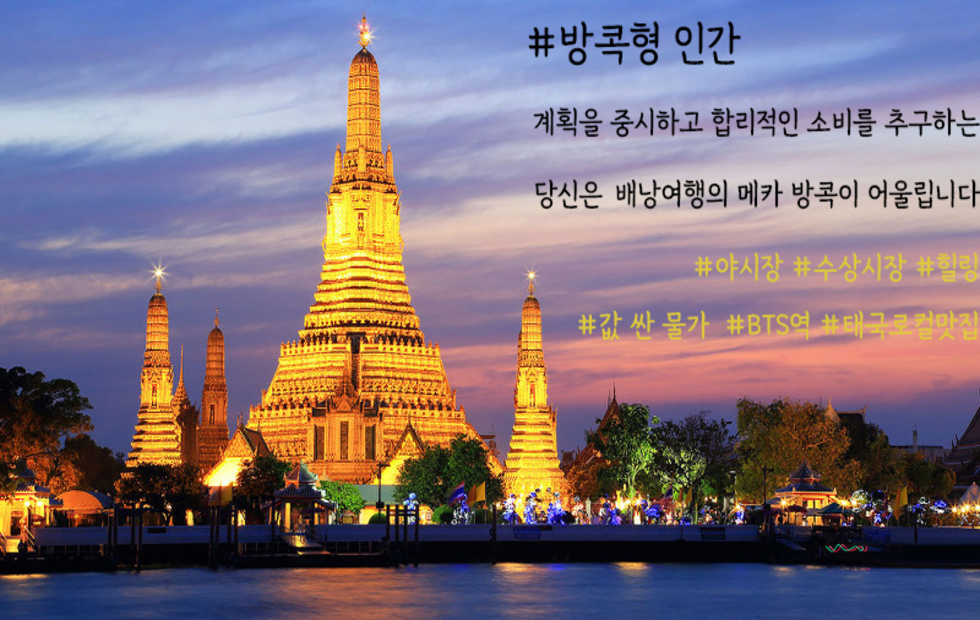 #방콕형 인간
계획을 중시하고 합리적인 소비를 추구하는
당신은 배낭여행의 메카 방콕이 어울립니다
#야시장 #수상시장 #힐링
#값 싼 물가 #BTS역 #태국로컬맛집